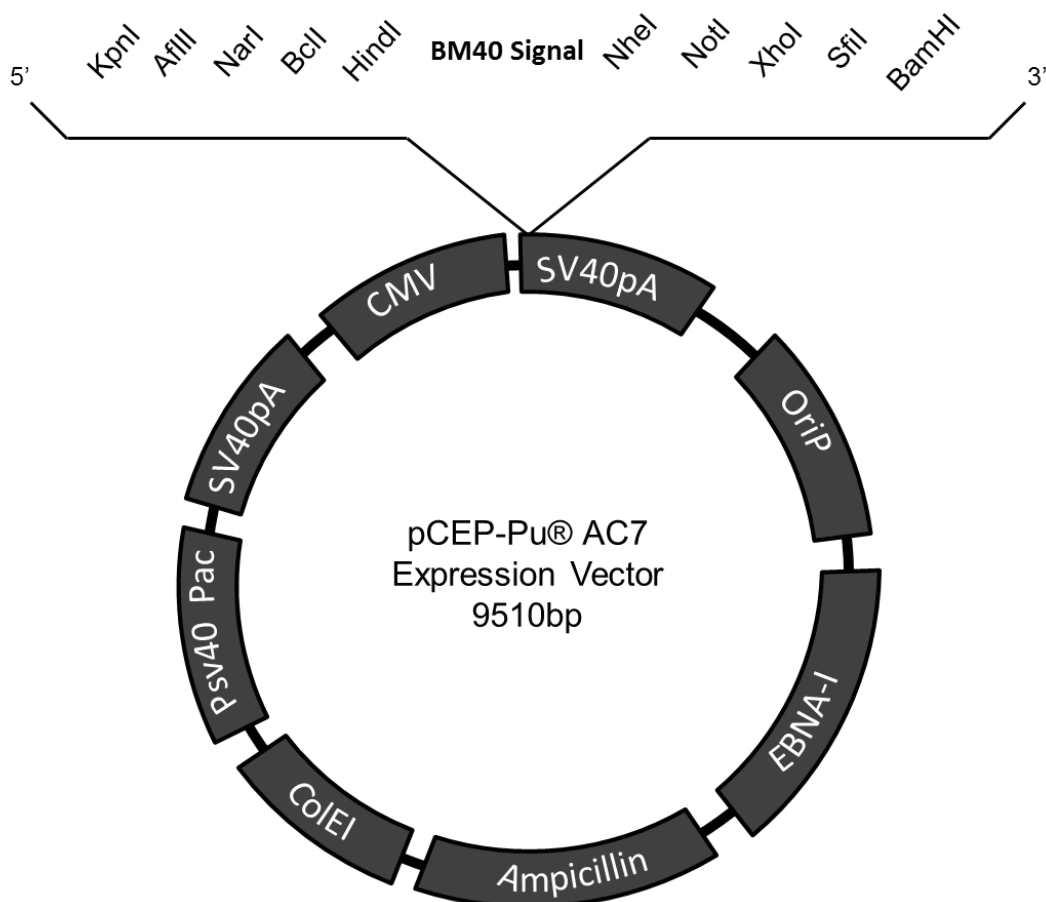 5’ KpnI AflII NarI BclI HindI BM40 Signal NheI NotI XhoI SfiI BamHI 3’
CMV
SV40pA
OriP
EBNA-I
Ampicillin
ColEI
Psv40 Pac
SV40pA
pCEP-Pu® AC7
Expression Vector
9510bp